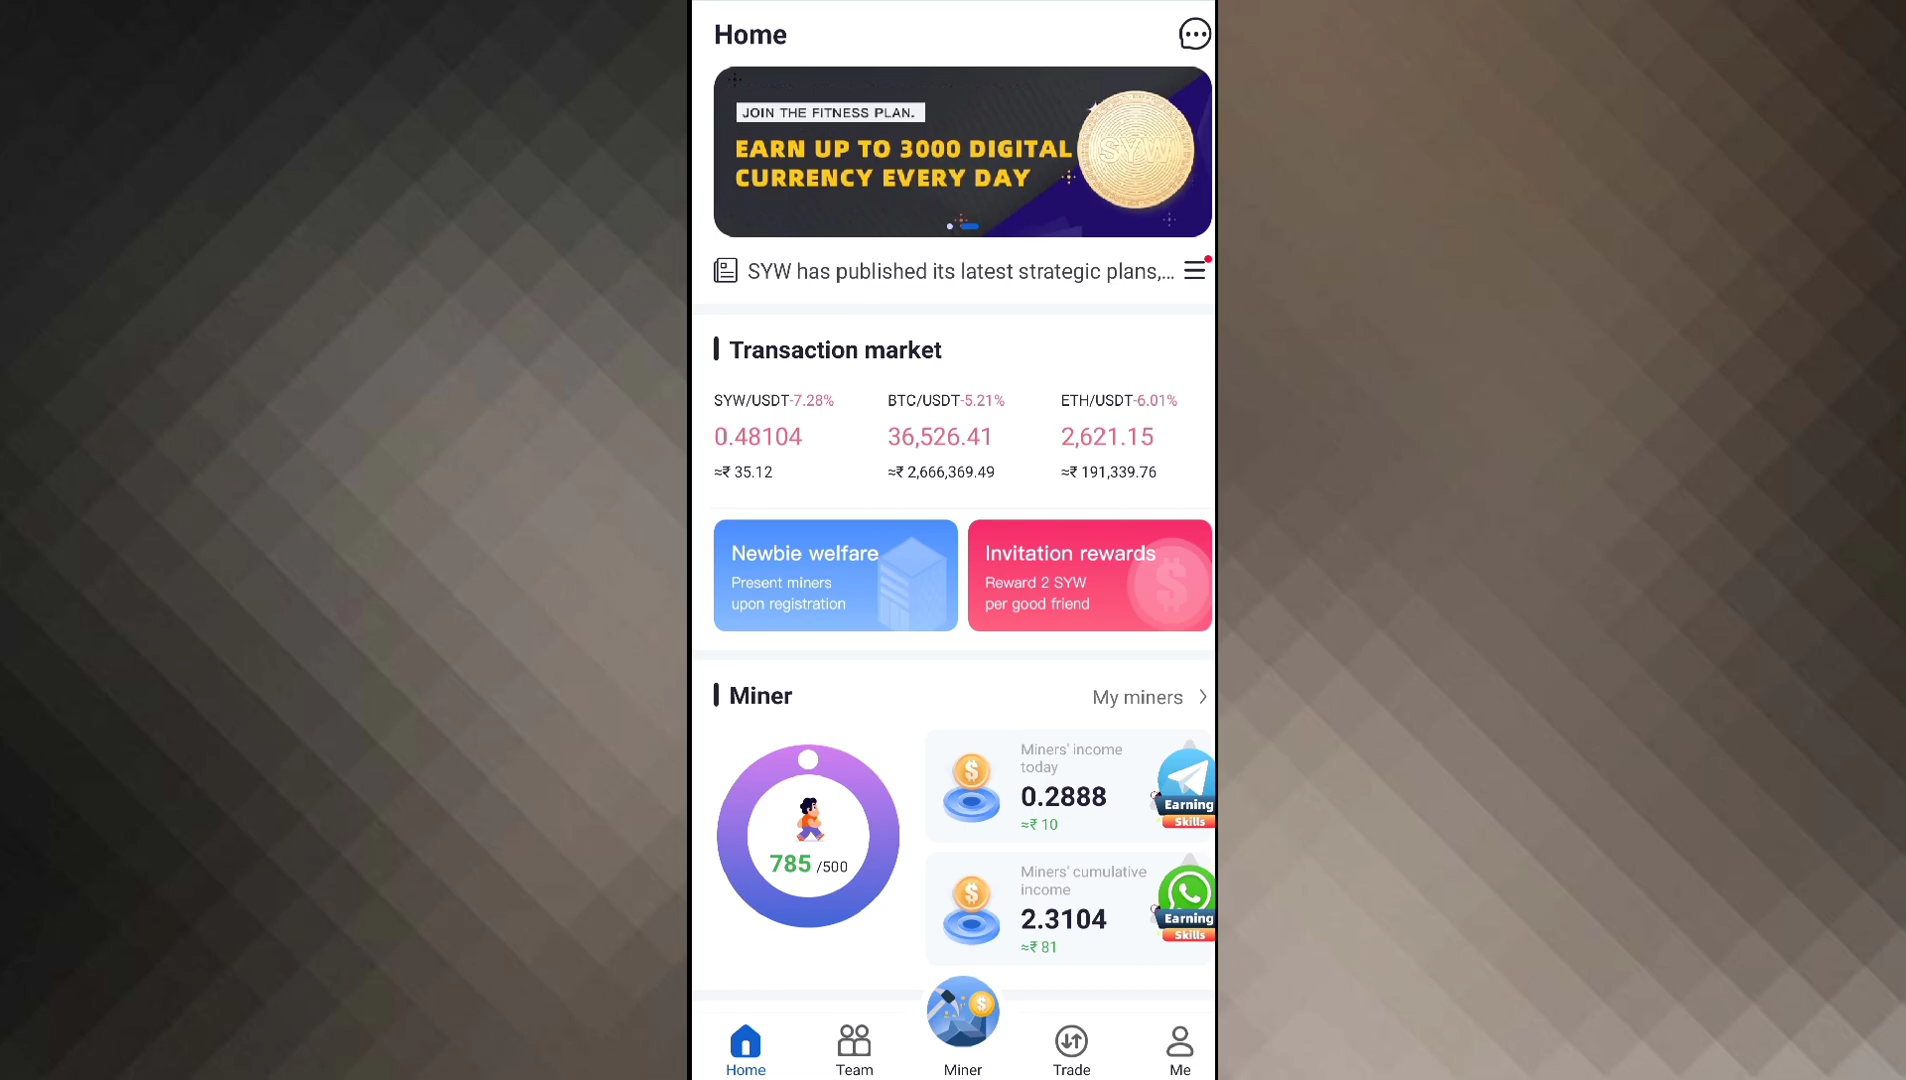 Home
JOIN THE FITNESS PLAN.
EARN UP TO 3000 DIGITAL
CURRENCY EVERY DAY
SYW
SYW has published its latest strategic plans,...
Transaction market
SYW/USDT-7.28%
0.48104
≈₹ 35.12
BTC/USDT-5.21%
36,526.41
≈₹ 2,666,369.49
ETH/USDT-6.01%
2,621.15
≈₹ 191,339.76
Newbie welfare
Present miners
upon registration
Invitation rewards
Reward 2 SYW
per good friend
Miner
My miners
785 /500
Miners' income
today
0.2888
≈₹ 10
Earning
Skills
Miners' cumulative
income
2.3104
≈₹ 81
Earning
Skills
Home
Team
Miner
Trade
Me